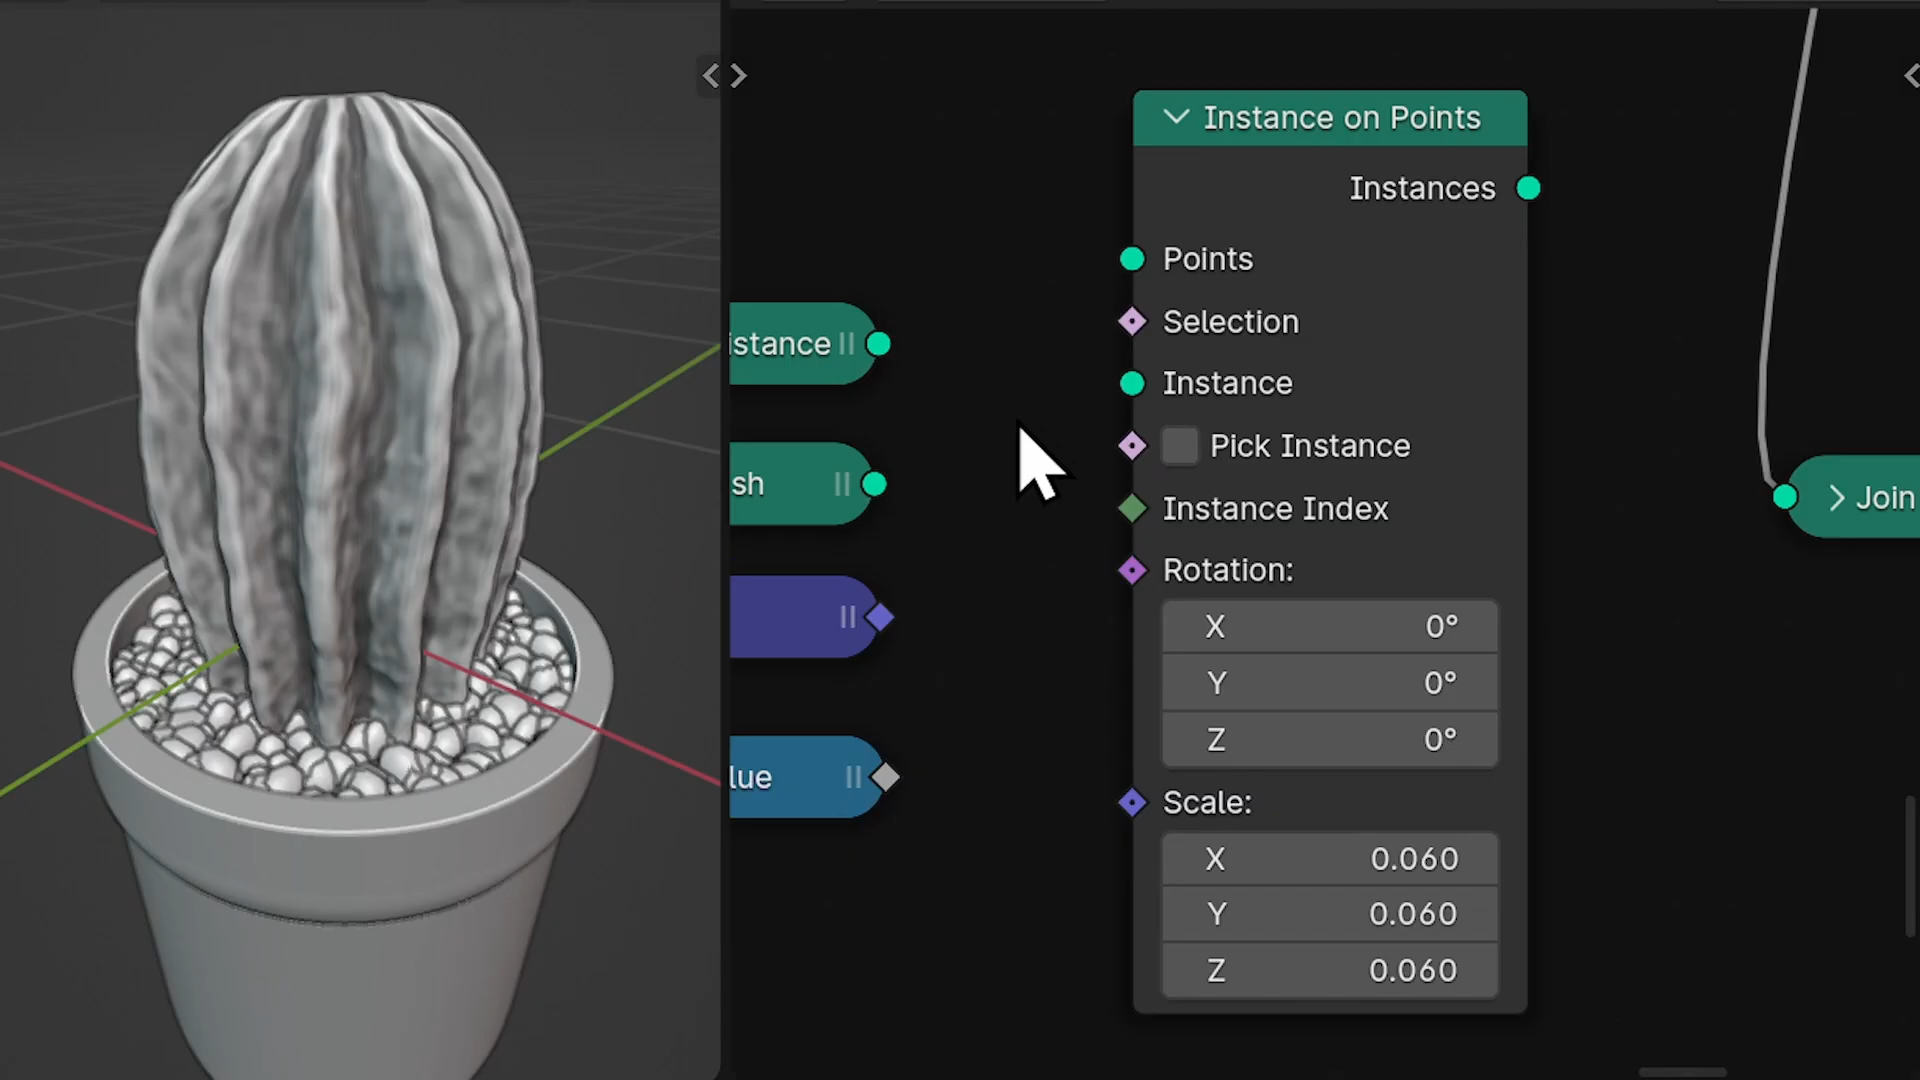 Instance on Points
Instances
Points
Selection
Instance
Pick Instance
Instance Index
Rotation:
X 0°
Y 0°
Z 0°
Scale:
X 0.060
Y 0.060
Z 0.060
istance
sh
lue
Join